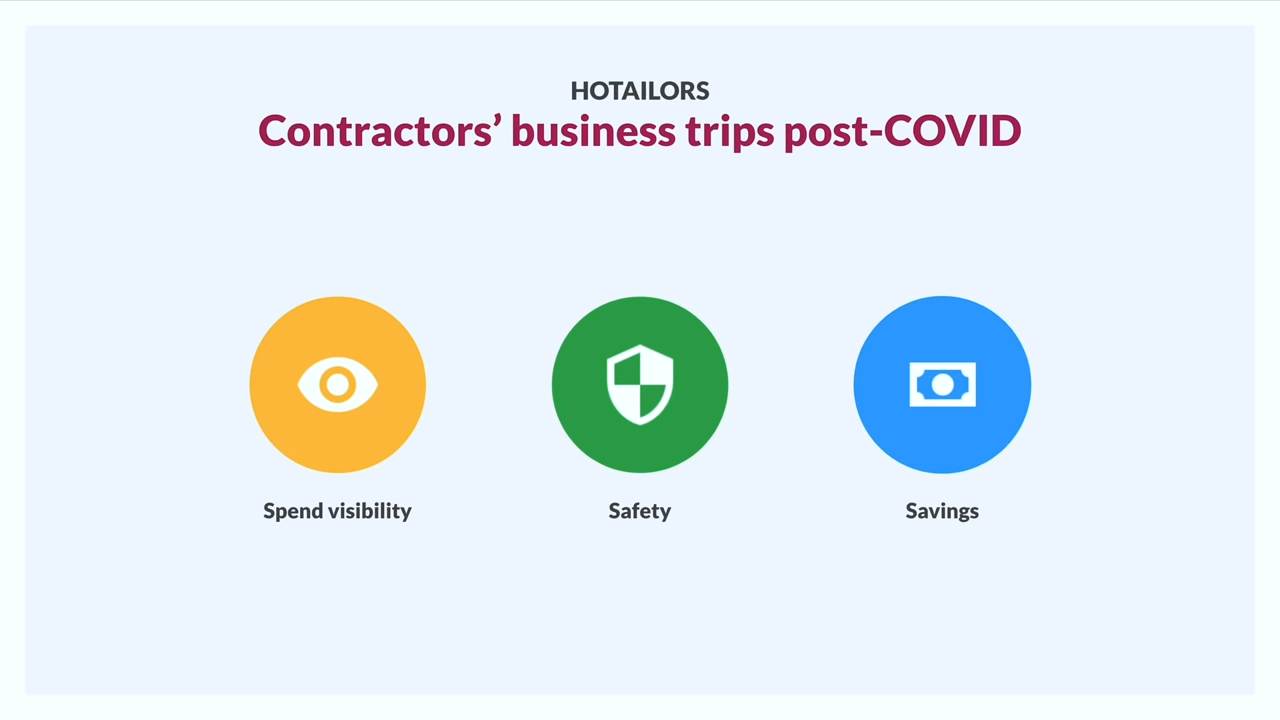 HOTAILORS
Contractors’ business trips post-COVID
Spend visibility
Safety
Savings